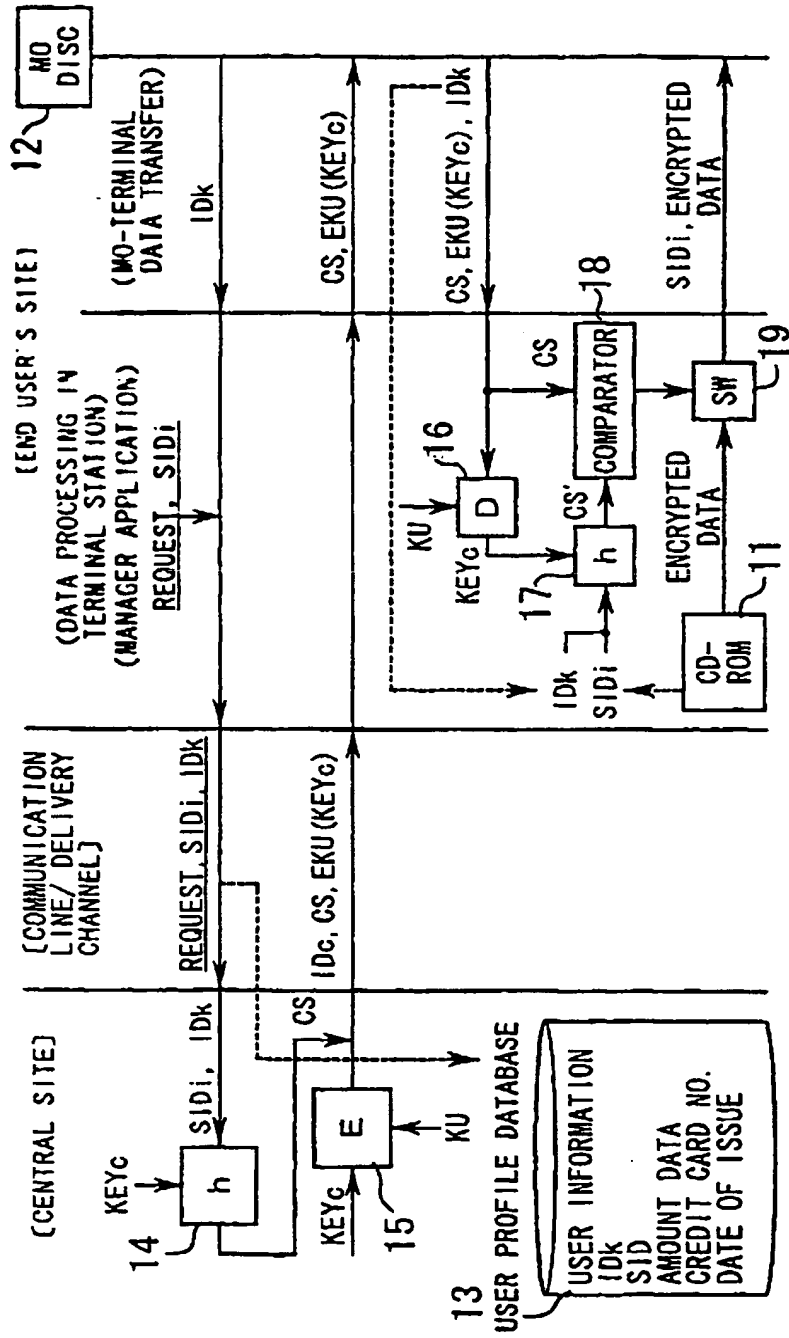 [CENTRAL SITE]
[COMMUNICATION
LINE/ DELIVERY
CHANNEL]
[END USER'S SITE]
(DATA PROCESSING IN
TERMINAL STATION)
(MANAGER APPLICATION)
(MO-TERMINAL
DATA TRANSFER)
12
MO
DISC
IDk
REQUEST, SIDi
REQUEST, SIDi, IDk
SIDi, IDk
KEYc
h
14
CS
KEYc
E
15
KU
IDc, CS, EKU(KEYc)
CS, EKU(KEYc)
IDk
CS, EKU(KEYc), IDk
16
KU
D
KEYc
CS
17
h
CS'
COMPARATOR
18
IDk
SIDi
CD-
ROM
11
ENCRYPTED
DATA
SW
19
SIDi, ENCRYPTED
DATA
13
USER PROFILE DATABASE
USER INFORMATION
IDk
SID
AMOUNT DATA
CREDIT CARD NO.
DATE OF ISSUE